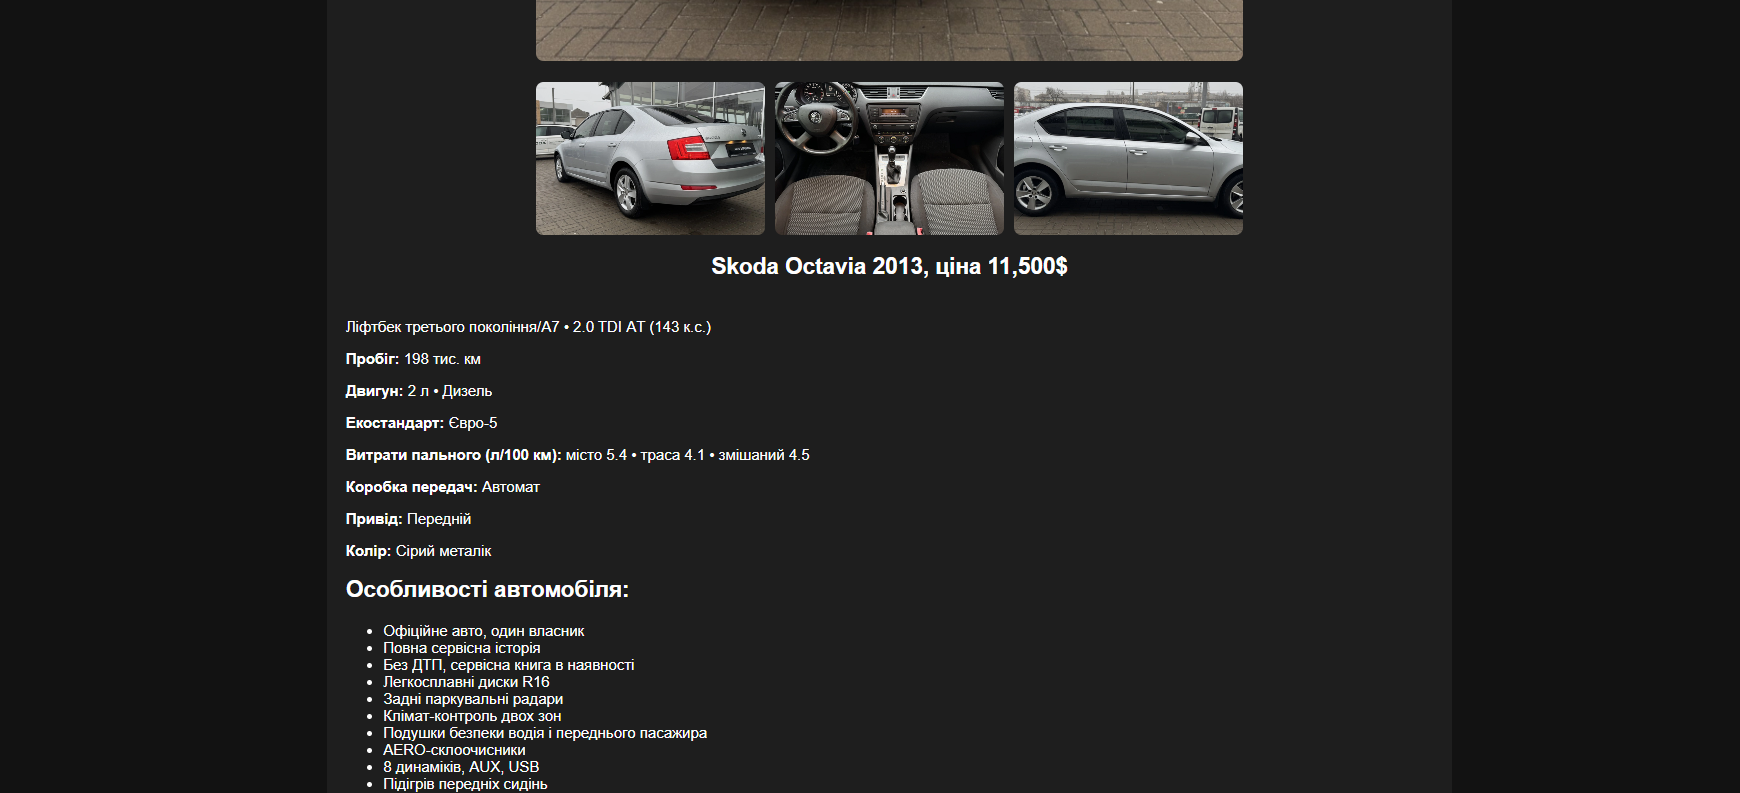 Skoda Octavia 2013, ціна 11,500$
Ліфтбек третього покоління/A7 • 2.0 TDI AT (143 к.с.)
Пробіг: 198 тис. км
Двигун: 2 л • Дизель
Екостандарт: Євро-5
Витрати пального (л/100 км): місто 5.4 • траса 4.1 • змішаний 4.5
Коробка передач: Автомат
Привід: Передній
Колір: Сірий металік
Особливості автомобіля:
Офіційне авто, один власник
Повна сервісна історія
Без ДТП, сервісна книга в наявності
Легкосплавні диски R16
Задні паркувальні радари
Клімат-контроль двох зон
Подушки безпеки водія і переднього пасажира
AERO-склоочисники
8 динаміків, AUX, USB
Підігрів передніх сидінь